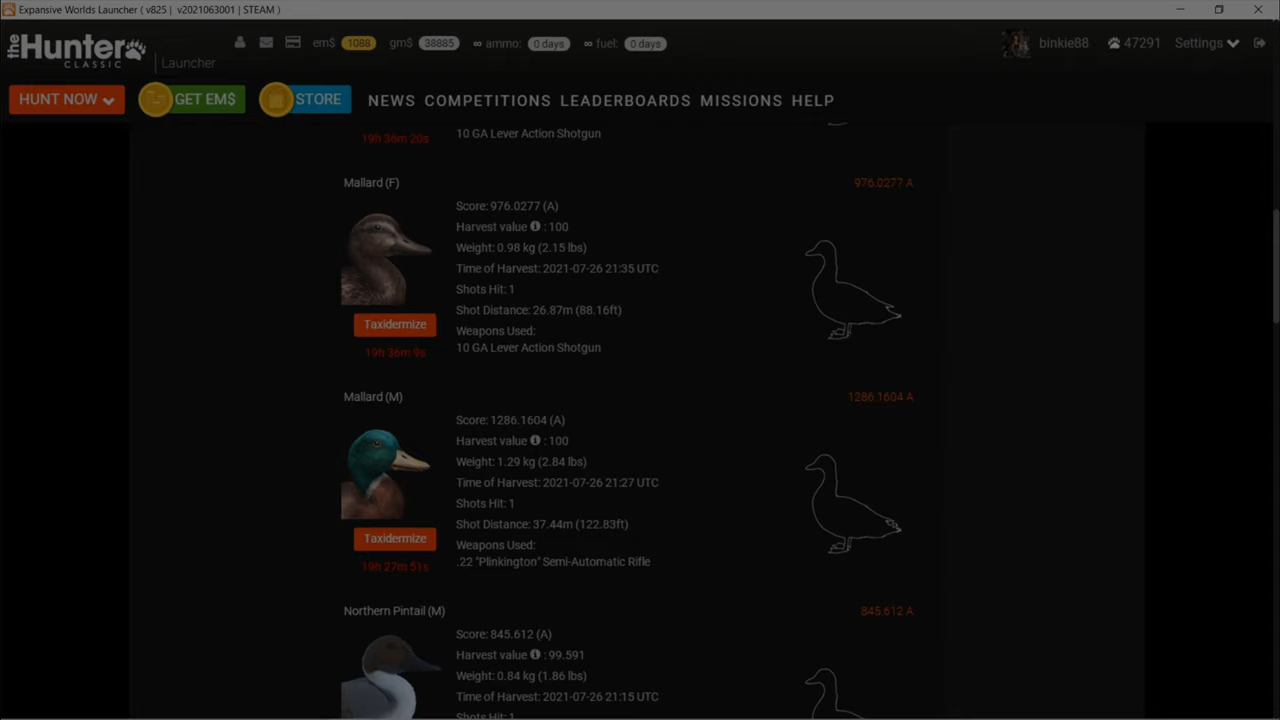 Expansive Worlds Launcher ( v825 | v2021063001 | STEAM )
theHunter CLASSIC
Launcher
em$ 1088 gm$ 38885 ∞ ammo: 0 days ∞ fuel: 0 days
binkie88 47291 Settings
HUNT NOW GET EM$ STORE NEWS COMPETITIONS LEADERBOARDS MISSIONS HELP
19h 36m 20s
10 GA Lever Action Shotgun
Mallard (F) 976.0277 A
Score: 976.0277 (A)
Harvest value : 100
Weight: 0.98 kg (2.15 lbs)
Time of Harvest: 2021-07-26 21:35 UTC
Shots Hit: 1
Shot Distance: 26.87m (88.16ft)
Weapons Used:
10 GA Lever Action Shotgun
Taxidermize
19h 36m 9s
Mallard (M) 1286.1604 A
Score: 1286.1604 (A)
Harvest value : 100
Weight: 1.29 kg (2.84 lbs)
Time of Harvest: 2021-07-26 21:27 UTC
Shots Hit: 1
Shot Distance: 37.44m (122.83ft)
Weapons Used:
.22 "Plinkington" Semi-Automatic Rifle
Taxidermize
19h 27m 51s
Northern Pintail (M) 845.612 A
Score: 845.612 (A)
Harvest value : 99.591
Weight: 0.84 kg (1.86 lbs)
Time of Harvest: 2021-07-26 21:15 UTC
Shots Hit: 1